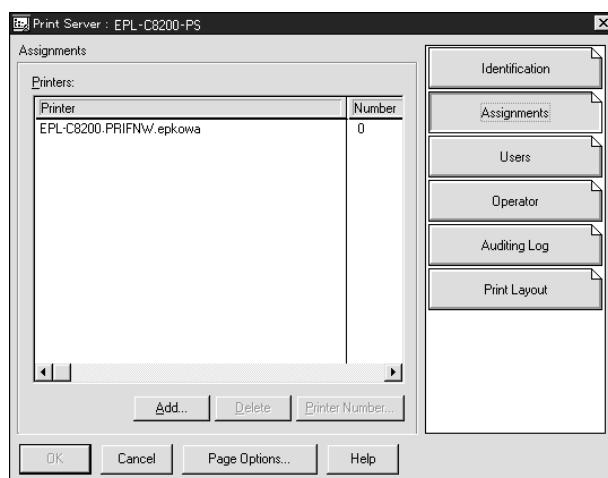 Print Server : EPL-C8200-PS
Assignments
Printers:
Printer Number
EPL-C8200.PRIFNW.epkowa 0
Add... Delete Printer Number...
OK Cancel Page Options... Help
Identification
Assignments
Users
Operator
Auditing Log
Print Layout